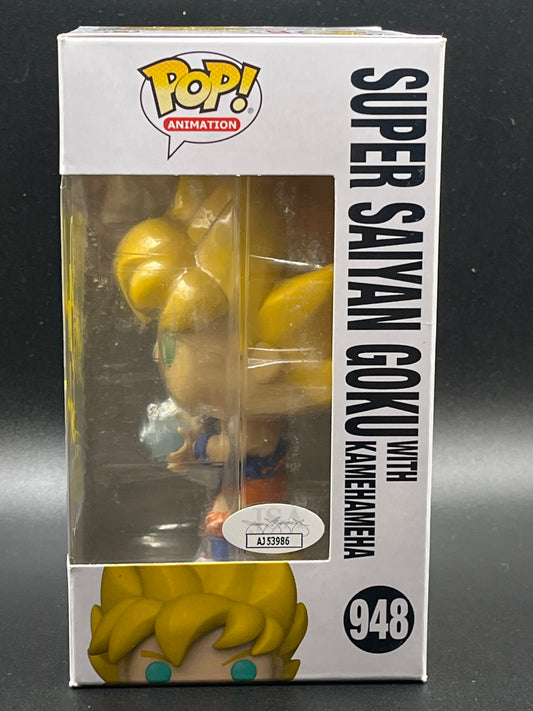 POP!
®
ANIMATION
SUPER SAIYAN GOKU WITH
KAMEHAMEHA
JSA
AJ53986
948